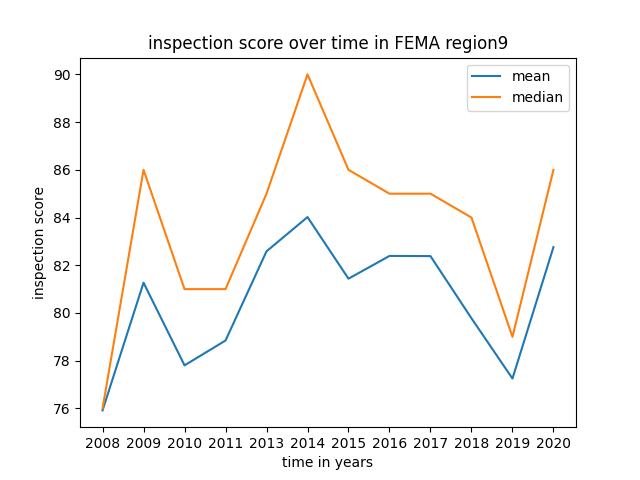 inspection score over time in FEMA region9
mean
median
90
88
86
84
82
80
78
76
inspection score
2008 2009 2010 2011 2013 2014 2015 2016 2017 2018 2019 2020
time in years